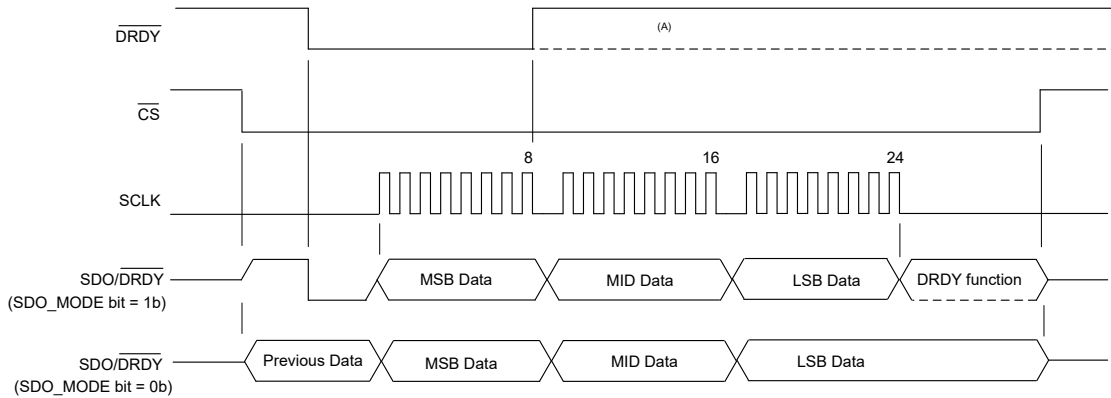 DRDY
(A)
CS
8
16
24
SCLK
SDO/DRDY
(SDO_MODE bit = 1b)
MSB Data
MID Data
LSB Data
DRDY function
SDO/DRDY
(SDO_MODE bit = 0b)
Previous Data
MSB Data
MID Data
LSB Data